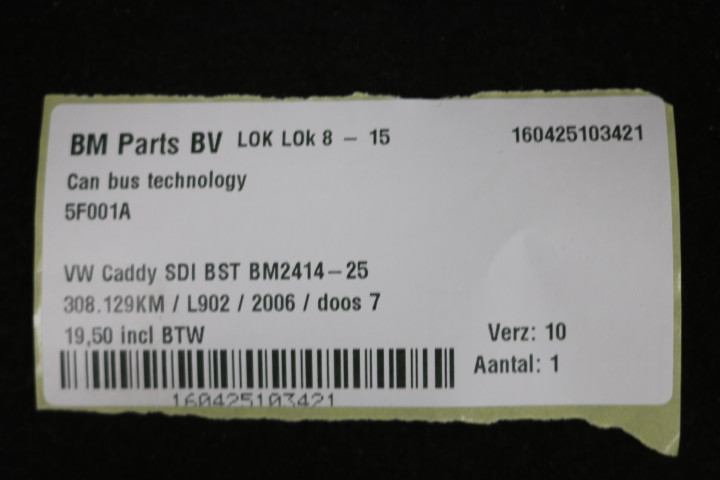 BM Parts BV LOK LOk 8 – 15 160425103421
Can bus technology
5F001A
VW Caddy SDI BST BM2414–25
308.129KM / L902 / 2006 / doos 7
19,50 incl BTW Verz: 10
Aantal: 1
160425103421